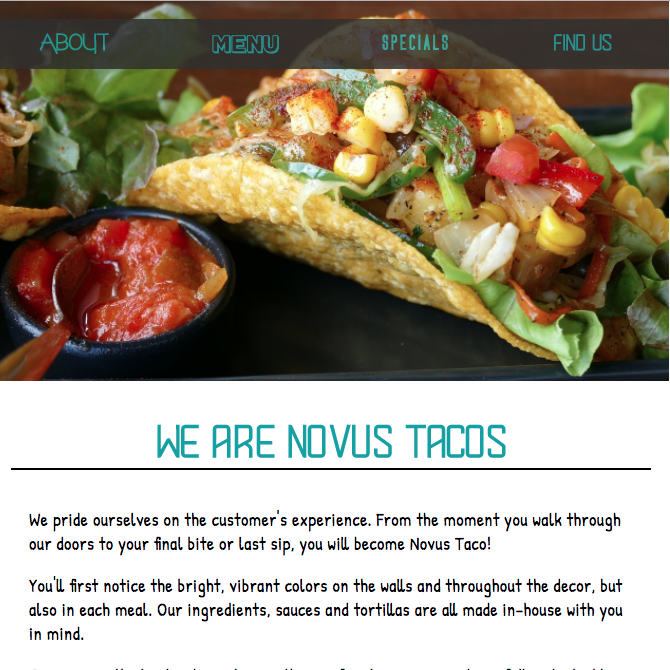 ABOUT
MENU
SPECIALS
FIND US
WE ARE NOVUS TACOS
We pride ourselves on the customer's experience. From the moment you walk through
our doors to your final bite or last sip, you will become Novus Taco!
You'll first notice the bright, vibrant colors on the walls and throughout the decor, but
also in each meal. Our ingredients, sauces and tortillas are all made in-house with you
in mind.